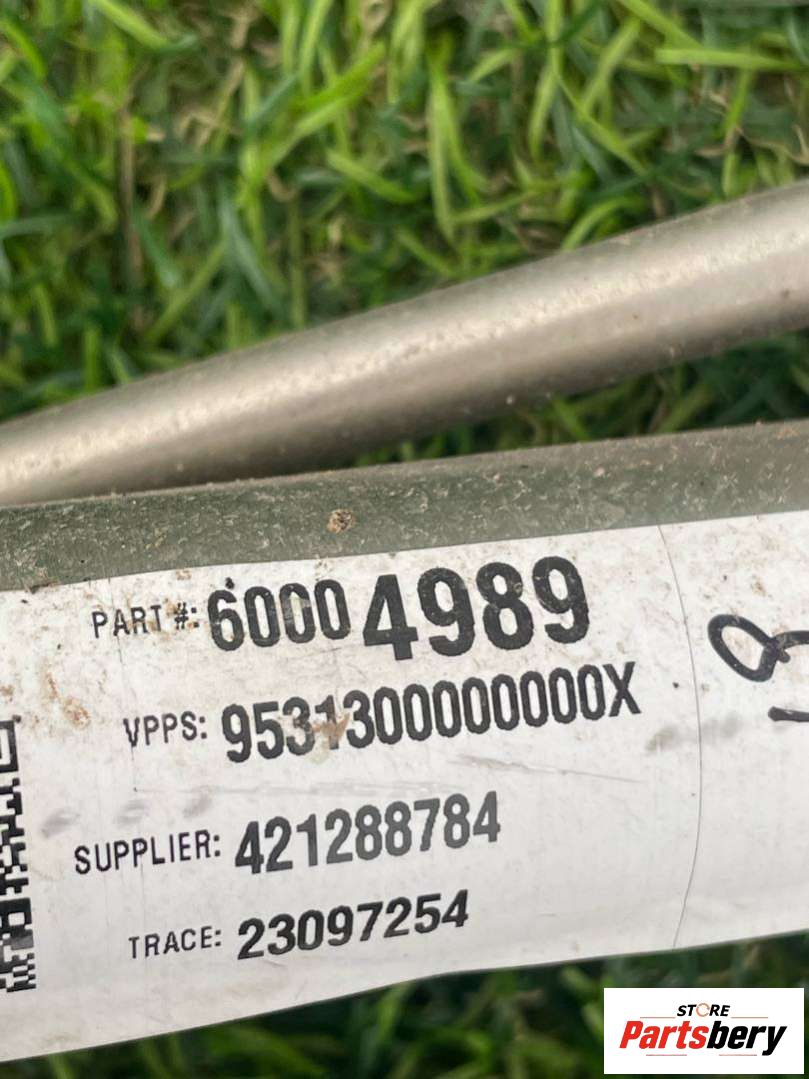 PART #: 60004989
VPPS: 9531300000000X
SUPPLIER: 421288784
TRACE: 23097254
STORE
Partsbery